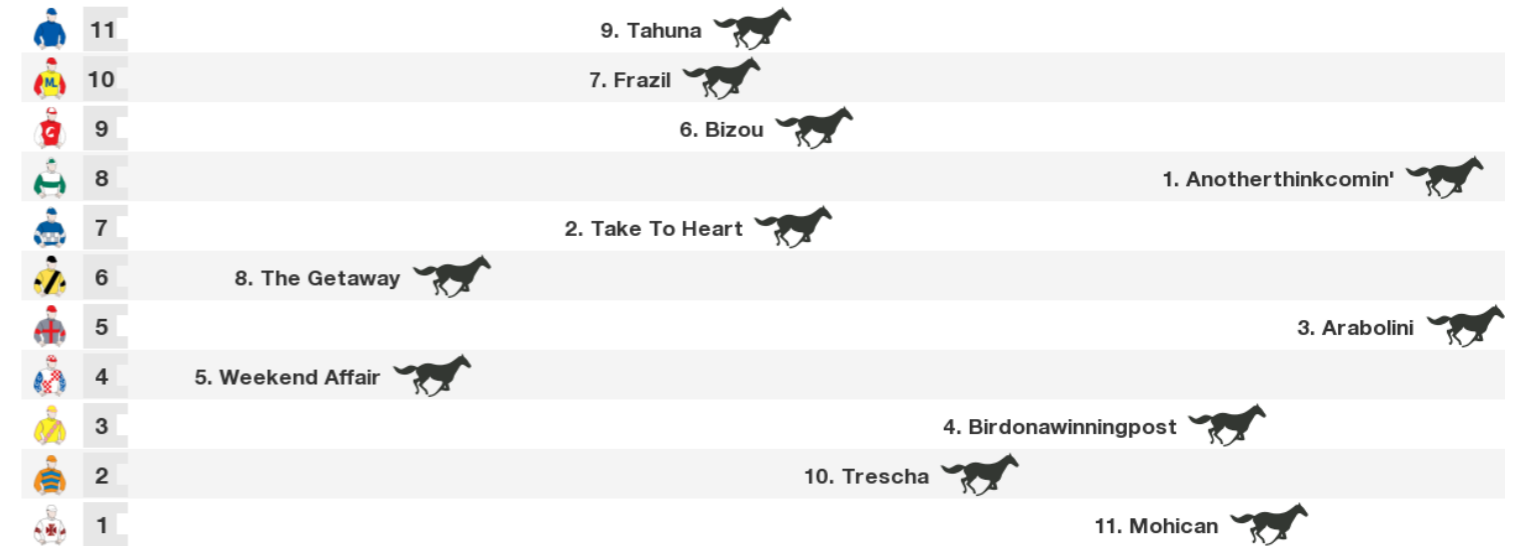 11 9. Tahuna
ML 10 7. Frazil
C 9 6. Bizou
8 1. Anotherthinkcomin'
7 2. Take To Heart
6 8. The Getaway
5 3. Arabolini
4 5. Weekend Affair
3 4. Birdonawinningpost
2 10. Trescha
1 11. Mohican